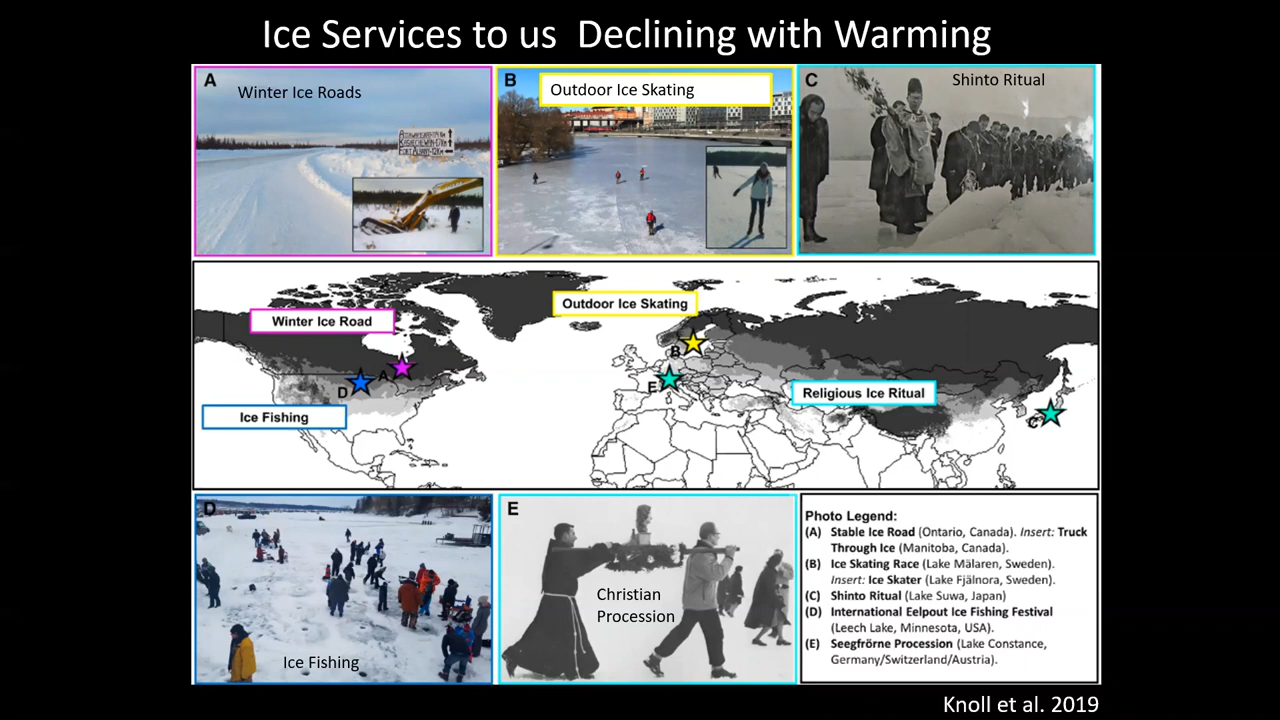 Ice Services to us  Declining with Warming
A
Winter Ice Roads
B
Outdoor Ice Skating
C
Shinto Ritual
Outdoor Ice Skating
Winter Ice Road
B
A
D
E
Religious Ice Ritual
Ice Fishing
C
D
Ice Fishing
E
Christian
Procession
Photo Legend:
(A) Stable Ice Road (Ontario, Canada). Insert: Truck
Through Ice (Manitoba, Canada).
(B) Ice Skating Race (Lake Mälaren, Sweden).
Insert: Ice Skater (Lake Fjälnora, Sweden).
(C) Shinto Ritual (Lake Suwa, Japan)
(D) International Eelpout Ice Fishing Festival
(Leech Lake, Minnesota, USA).
(E) Seegfrörne Procession (Lake Constance,
Germany/Switzerland/Austria).
Knoll et al. 2019